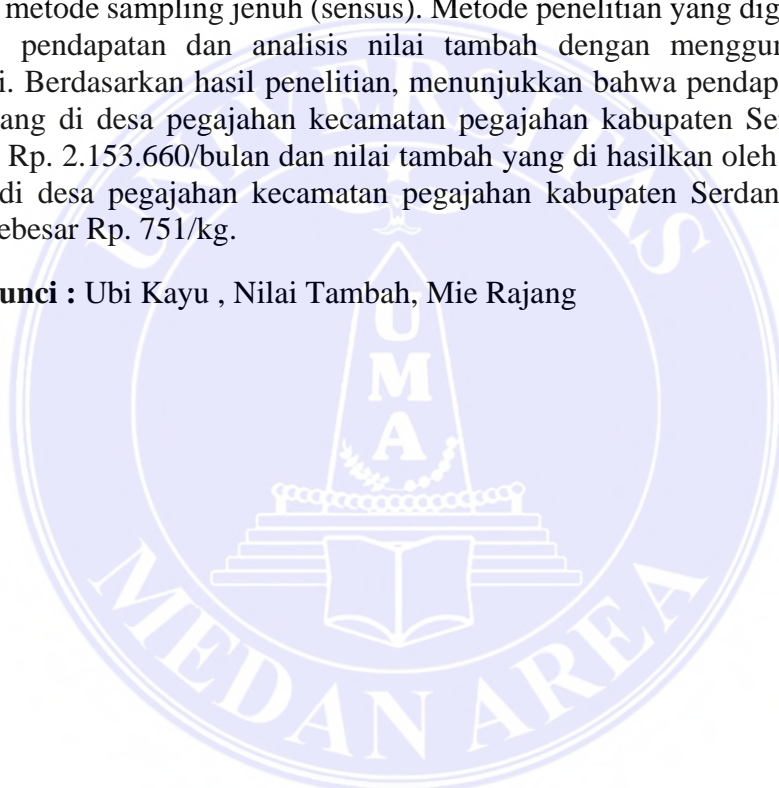 metode sampling jenuh (sensus). Metode penelitian yang dig
pendapatan dan analisis nilai tambah dengan menggun
i. Berdasarkan hasil penelitian, menunjukkan bahwa pendap
ang di desa pegajahan kecamatan pegajahan kabupaten Se
Rp. 2.153.660/bulan dan nilai tambah yang di hasilkan oleh
di desa pegajahan kecamatan pegajahan kabupaten Serdan
ebesar Rp. 751/kg.
unci : Ubi Kayu , Nilai Tambah, Mie Rajang
UNIVERSITAS
U
M
A
MEDAN AREA